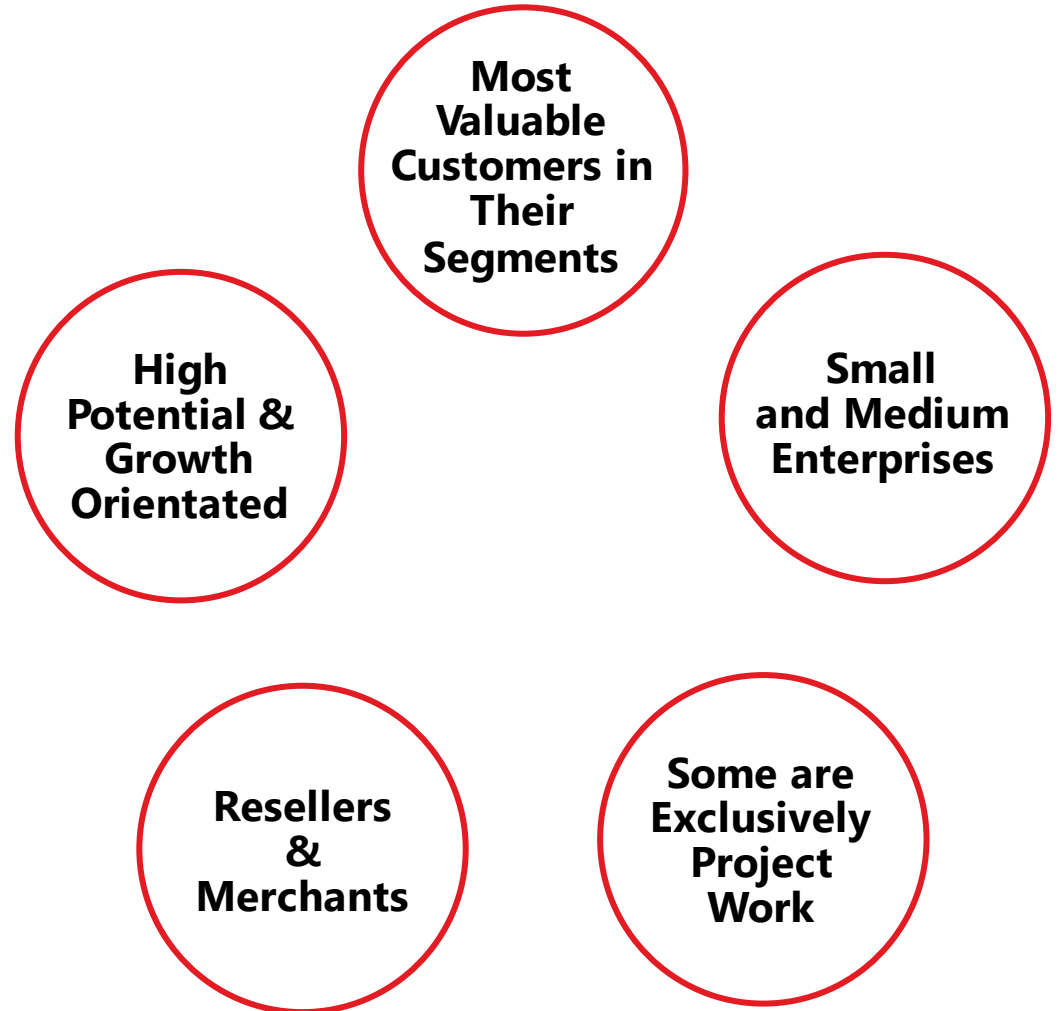 Most
Valuable
Customers in
Their
Segments
High
Potential &
Growth
Orientated
Small
and Medium
Enterprises
Resellers
&
Merchants
Some are
Exclusively
Project
Work